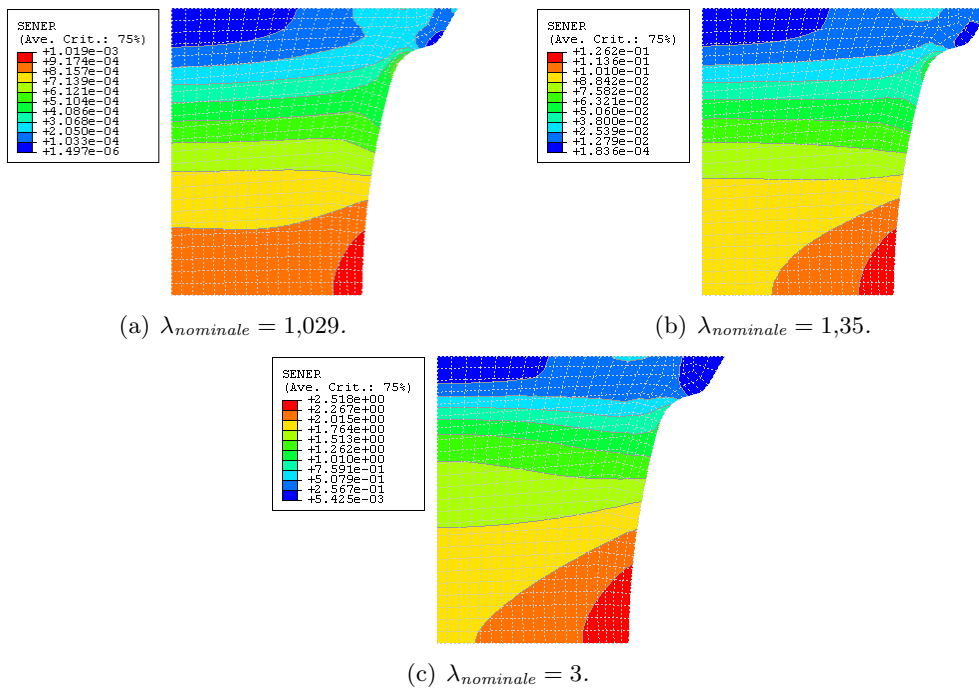 SENER
(Ave. Crit.: 75%)
+1.019e-03
+9.174e-04
+8.157e-04
+7.139e-04
+6.121e-04
+5.104e-04
+4.086e-04
+3.068e-04
+2.050e-04
+1.033e-04
+1.497e-06
(a) λnominale = 1,029.
SENER
(Ave. Crit.: 75%)
+1.262e-01
+1.136e-01
+1.010e-01
+8.842e-02
+7.582e-02
+6.321e-02
+5.060e-02
+3.800e-02
+2.539e-02
+1.279e-02
+1.836e-04
(b) λnominale = 1,35.
SENER
(Ave. Crit.: 75%)
+2.518e+00
+2.267e+00
+2.015e+00
+1.764e+00
+1.513e+00
+1.262e+00
+1.010e+00
+7.591e-01
+5.079e-01
+2.567e-01
+5.425e-03
(c) λnominale = 3.